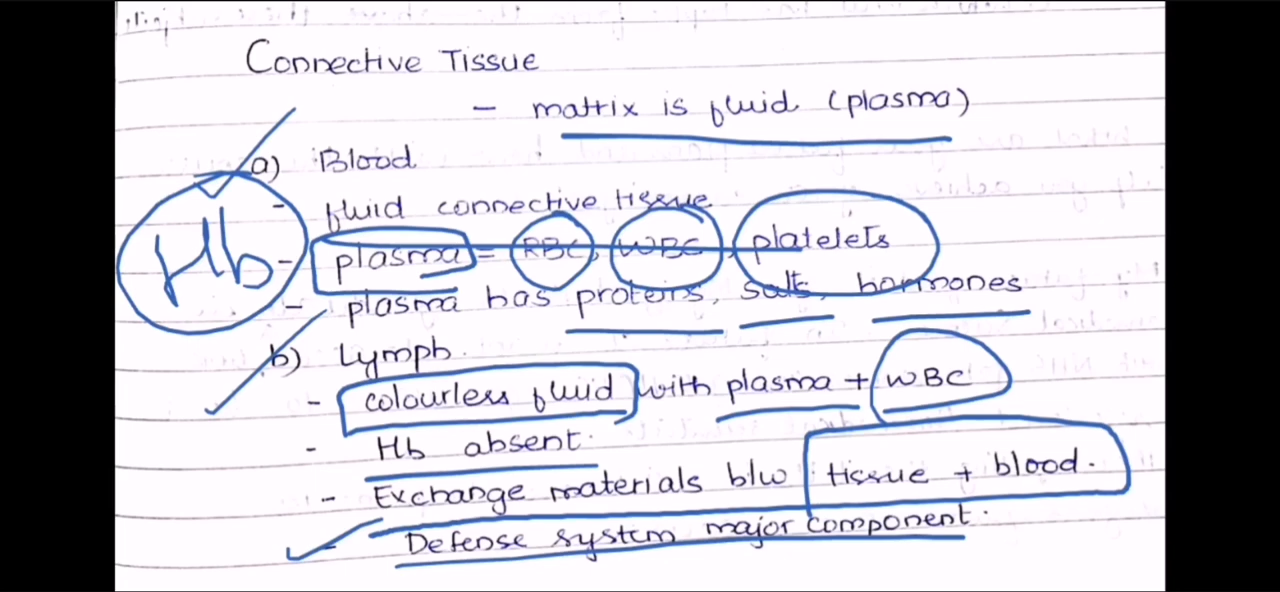 Connective Tissue
- matrix is fluid (plasma)
a) Blood
- fluid connective tissue
Hb
- plasma = RBC, WBC, platelets
- plasma has proteins, salts, hormones
b) Lymph
- colourless fluid with plasma + WBC
- Hb absent.
- Exchange materials b/w tissue + blood.
- Defense system major component.